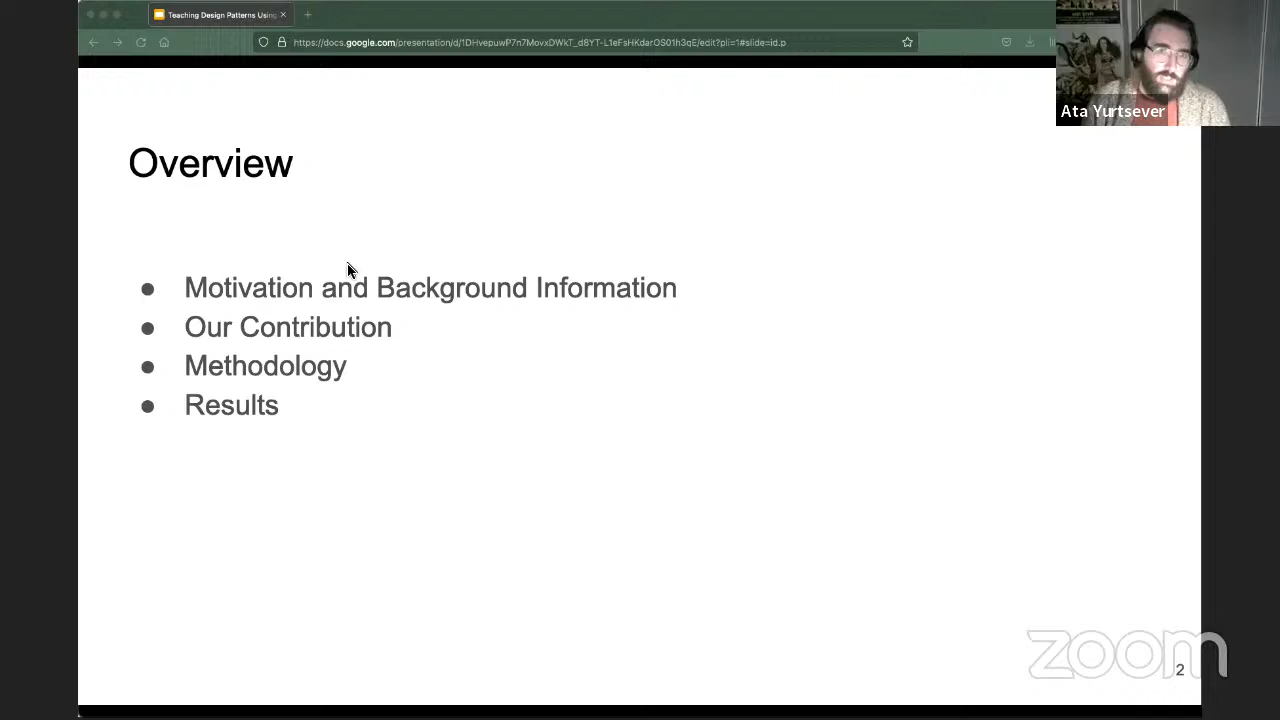 Teaching Design Patterns Using
https://docs.google.com/presentation/d/1DHvepuwP7n7MovxDWkT_d8YT-L1eFsHKdarOS01h3qE/edit?pli=1#slide=id.p
Ata Yurtsever
Overview
● Motivation and Background Information
● Our Contribution
● Methodology
● Results
zoom
2